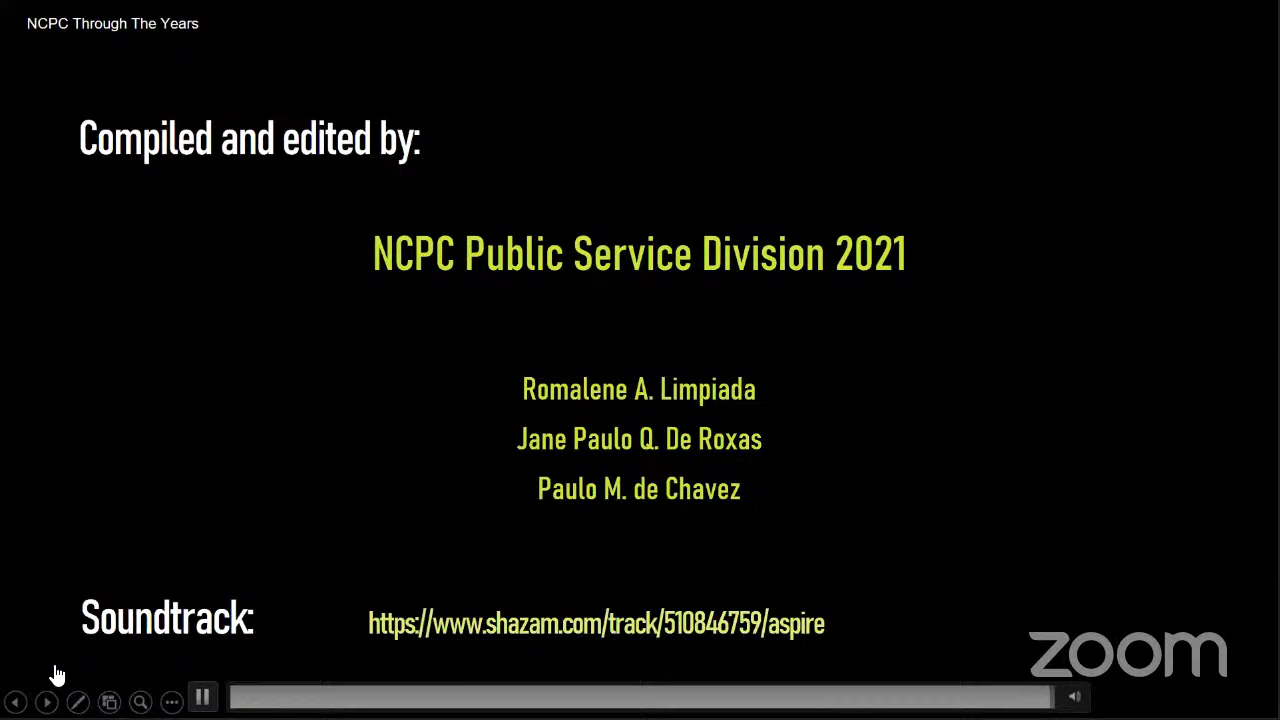 NCPC Through The Years
Compiled and edited by:
NCPC Public Service Division 2021
Romalene A. Limpiada
Jane Paulo Q. De Roxas
Paulo M. de Chavez
Soundtrack: https://www.shazam.com/track/510846759/aspire
zoom